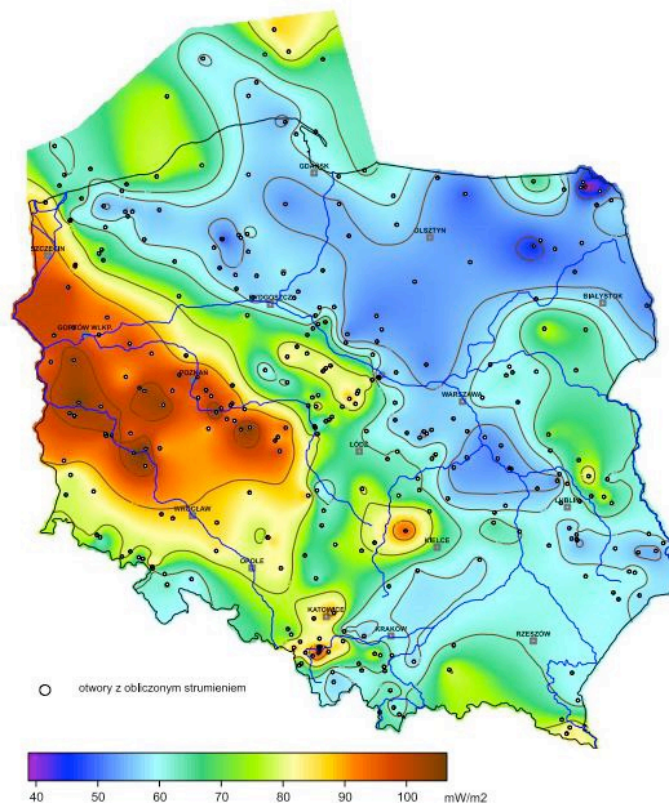 GDAŃSK
OLSZTYN
SZCZECIN
BYDGOSZCZ
BIAŁYSTOK
GORZÓW WLKP.
POZNAŃ
WARSZAWA
ŁÓDŹ
LUBLIN
WROCŁAW
KIELCE
OPOLE
KATOWICE
KRAKÓW
RZESZÓW
otwory z obliczonym strumieniem
40 50 60 70 80 90 100 mW/m2